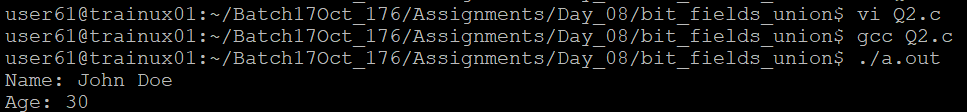 user61@trainux01:~/Batch17Oct_176/Assignments/Day_08/bit_fields_union$ vi Q2.c
user61@trainux01:~/Batch17Oct_176/Assignments/Day_08/bit_fields_union$ gcc Q2.c
user61@trainux01:~/Batch17Oct_176/Assignments/Day_08/bit_fields_union$ ./a.out
Name: John Doe
Age: 30